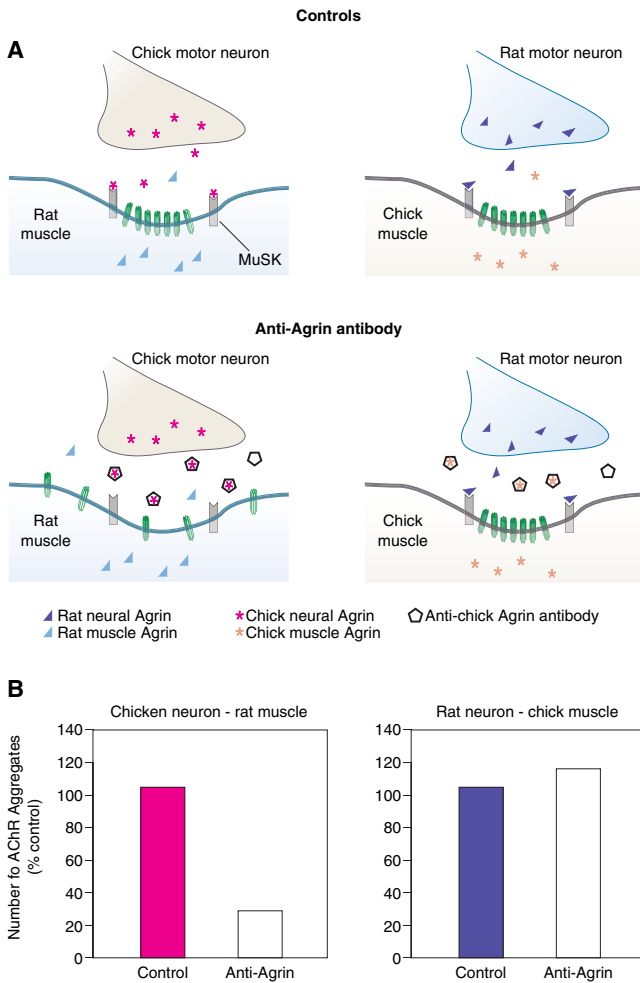 Controls
A
Chick motor neuron
Rat motor neuron
Rat
muscle
MuSK
Chick
muscle
Anti-Agrin antibody
Chick motor neuron
Rat motor neuron
Rat
muscle
Chick
muscle
Rat neural Agrin
Chick neural Agrin
Anti-chick Agrin antibody
Rat muscle Agrin
Chick muscle Agrin
B
Chicken neuron - rat muscle
Rat neuron - chick muscle
Number fo AChR Aggregates
(% control)
140
120
100
80
60
40
20
0
Control
Anti-Agrin
140
120
100
80
60
40
20
0
Control
Anti-Agrin